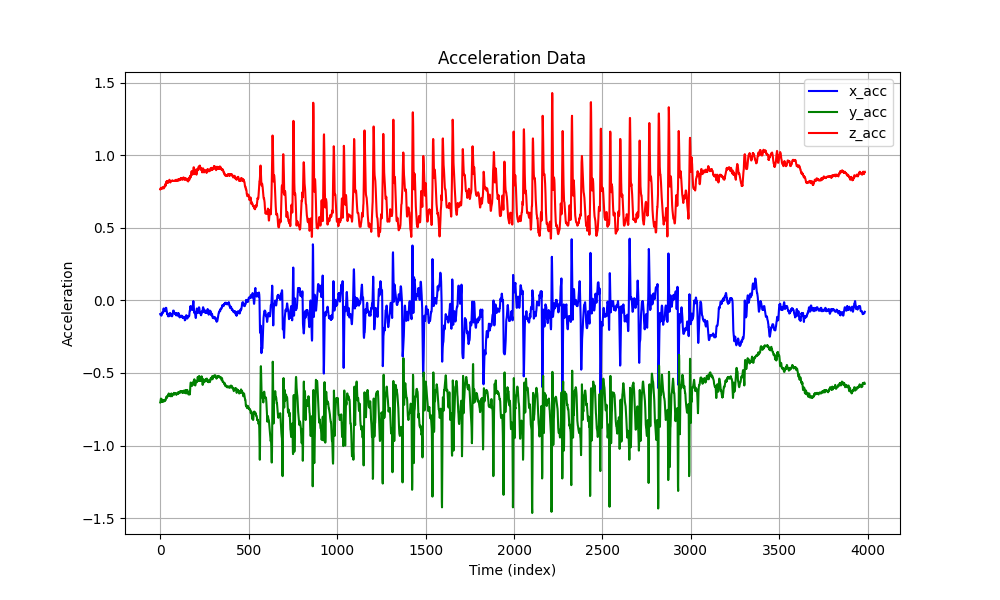 Acceleration Data
x_acc
y_acc
z_acc
Acceleration
1.5
1.0
0.5
0.0
−0.5
−1.0
−1.5
0 500 1000 1500 2000 2500 3000 3500 4000
Time (index)